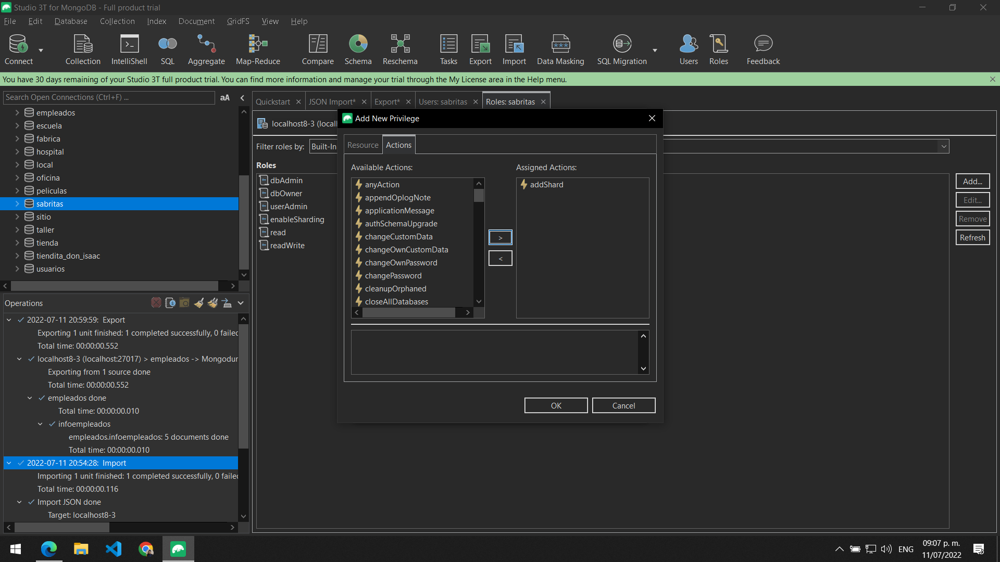 Studio 3T for MongoDB - Full product trial
File Edit Database Collection Index Document GridFS View Help
Connect Collection IntelliShell SQL Aggregate Map-Reduce Compare Schema Reschema Tasks Export Import Data Masking SQL Migration Users Roles Feedback
You have 30 days remaining of your Studio 3T full product trial. You can find more information and manage your trial through the My License area in the Help menu.
Search Open Connections (Ctrl+F) ... aA
empleados
escuela
fabrica
hospital
local
oficina
peliculas
sabritas
sitio
taller
tienda
tiendita_don_isaac
usuarios
Operations
2022-07-11 20:59:59: Export
Exporting 1 unit finished: 1 completed successfully, 0 failed
Total time: 00:00:00.552
localhost8-3 (localhost:27017) > empleados -> Mongodur
Exporting from 1 source done
Total time: 00:00:00.552
empleados done
Total time: 00:00:00.010
infoempleados
empleados.infoempleados: 5 documents done
Total time: 00:00:00.010
2022-07-11 20:54:28: Import
Importing 1 unit finished: 1 completed successfully, 0 failed
Total time: 00:00:00.116
Import JSON done
Target: localhost8-3
Quickstart JSON Import* Export* Users: sabritas Roles: sabritas
localhost8-3 (local
Filter roles by: Built-In
Roles
dbAdmin
dbOwner
userAdmin
enableSharding
read
readWrite
Add...
Edit...
Remove
Refresh
Add New Privilege
Resource Actions
Available Actions: Assigned Actions:
anyAction
appendOplogNote
applicationMessage
authSchemaUpgrade
changeCustomData
changeOwnCustomData
changeOwnPassword
changePassword
cleanupOrphaned
closeAllDatabases
>
<
addShard
OK Cancel
ENG
09:07 p. m.
11/07/2022